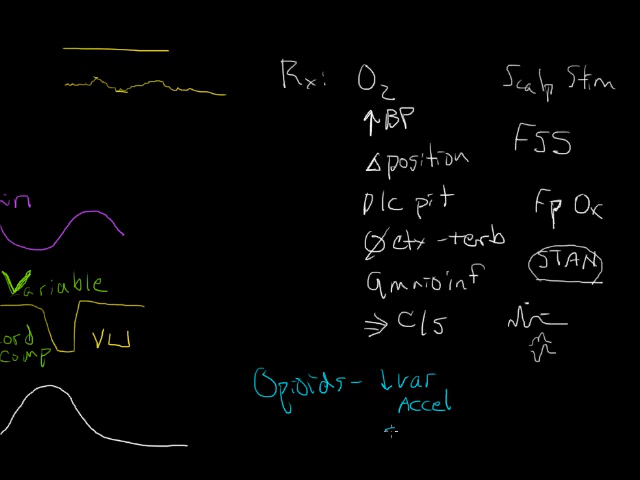 Rx: O2
↑BP
Δposition
D/c pit
∅ctx -terb
Amnioinf
⇒ C/S
Scalp Stim
FSS
Fp Ox
STAN
in
Variable
cord
comp
VU
Opioids - ↓var
Accel